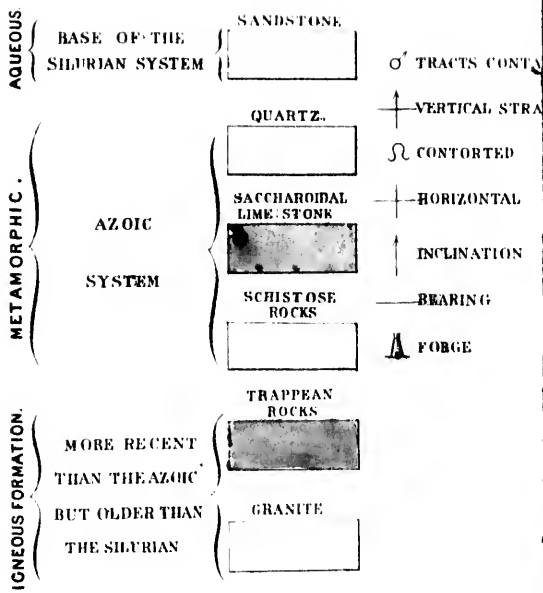 AQUEOUS.
BASE OF THE
SILURIAN SYSTEM
SANDSTONE
METAMORPHIC.
AZOIC
SYSTEM
QUARTZ..
SACCHAROIDAL
LIME STONE
SCHISTOSE
ROCKS
IGNEOUS FORMATION.
MORE RECENT
THAN THE AZOIC
BUT OLDER THAN
THE SILURIAN
TRAPPEAN
ROCKS
GRANITE
TRACTS
VERTICAL
CONTORTED
HORIZONTAL
INCLINATION
BEARING
FORGE